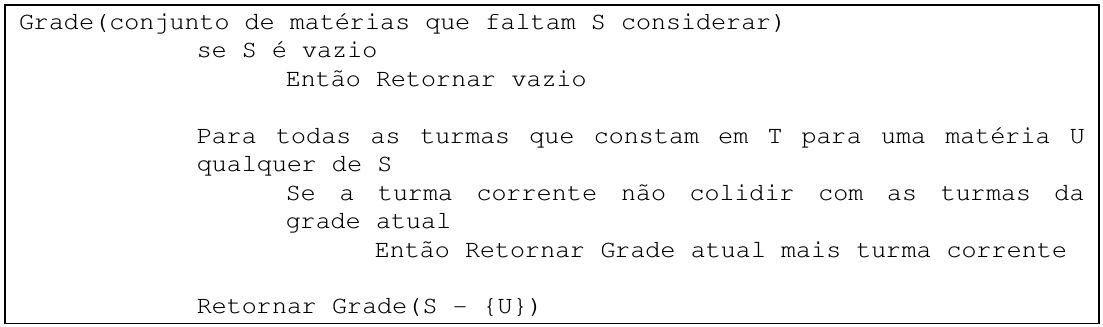 Grade(conjunto de matérias que faltam S considerar)
se S é vazio
Então Retornar vazio
Para todas as turmas que constam em T para uma matéria U
qualquer de S
Se a turma corrente não colidir com as turmas da
grade atual
Então Retornar Grade atual mais turma corrente
Retornar Grade(S – {U})